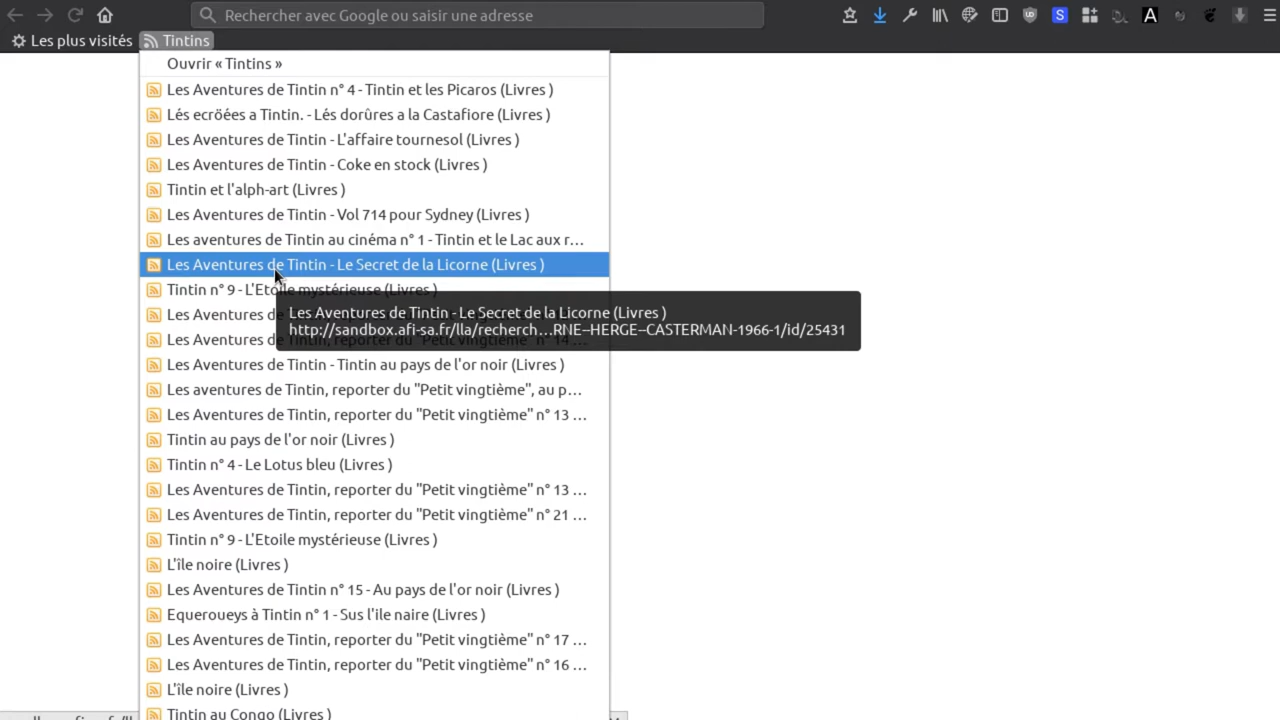 Rechercher avec Google ou saisir une adresse
Les plus visités
Tintins
Ouvrir « Tintins »
Les Aventures de Tintin n° 4 - Tintin et les Picaros (Livres )
Lés ecröées a Tintin. - Lés dorûres a la Castafiore (Livres )
Les Aventures de Tintin - L'affaire tournesol (Livres )
Les Aventures de Tintin - Coke en stock (Livres )
Tintin et l'alph-art (Livres )
Les Aventures de Tintin - Vol 714 pour Sydney (Livres )
Les aventures de Tintin au cinéma n° 1 - Tintin et le Lac aux r…
Les Aventures de Tintin - Le Secret de la Licorne (Livres )
Tintin n° 9 - L'Etoile mystérieuse (Livres )
Les Aventures de Tintin - Le Secret de la Licorne (Livres )
http://sandbox.afi-sa.fr/lla/recherch…RNE–HERGE–CASTERMAN-1966-1/id/25431
Les Aventures de
Les Aventures de
Les Aventures de Tintin - Tintin au pays de l'or noir (Livres )
Les aventures de Tintin, reporter du "Petit vingtième", au p…
Les Aventures de Tintin, reporter du "Petit vingtième" n° 13 …
Tintin au pays de l'or noir (Livres )
Tintin n° 4 - Le Lotus bleu (Livres )
Les Aventures de Tintin, reporter du "Petit vingtième" n° 13 …
Les Aventures de Tintin, reporter du "Petit vingtième" n° 21 …
Tintin n° 9 - L'Etoile mystérieuse (Livres )
L'île noire (Livres )
Les Aventures de Tintin n° 15 - Au pays de l'or noir (Livres )
Equeroueys à Tintin n° 1 - Sus l'ile naire (Livres )
Les Aventures de Tintin, reporter du "Petit vingtième" n° 17 …
Les Aventures de Tintin, reporter du "Petit vingtième" n° 16 …
L'île noire (Livres )
Tintin au Congo (Livres )